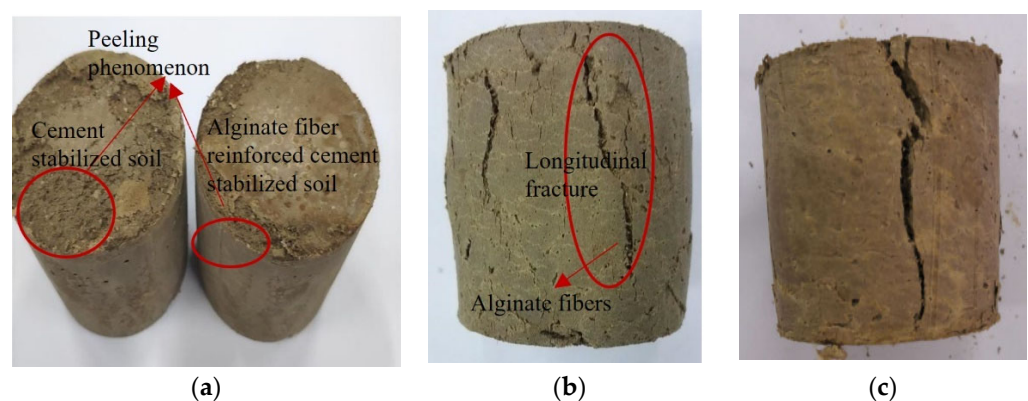 Peeling
phenomenon
Cement
stabilized soil
Alginate fiber
reinforced cement
stabilized soil
Longitudinal
fracture
Alginate fibers
(a)
(b)
(c)